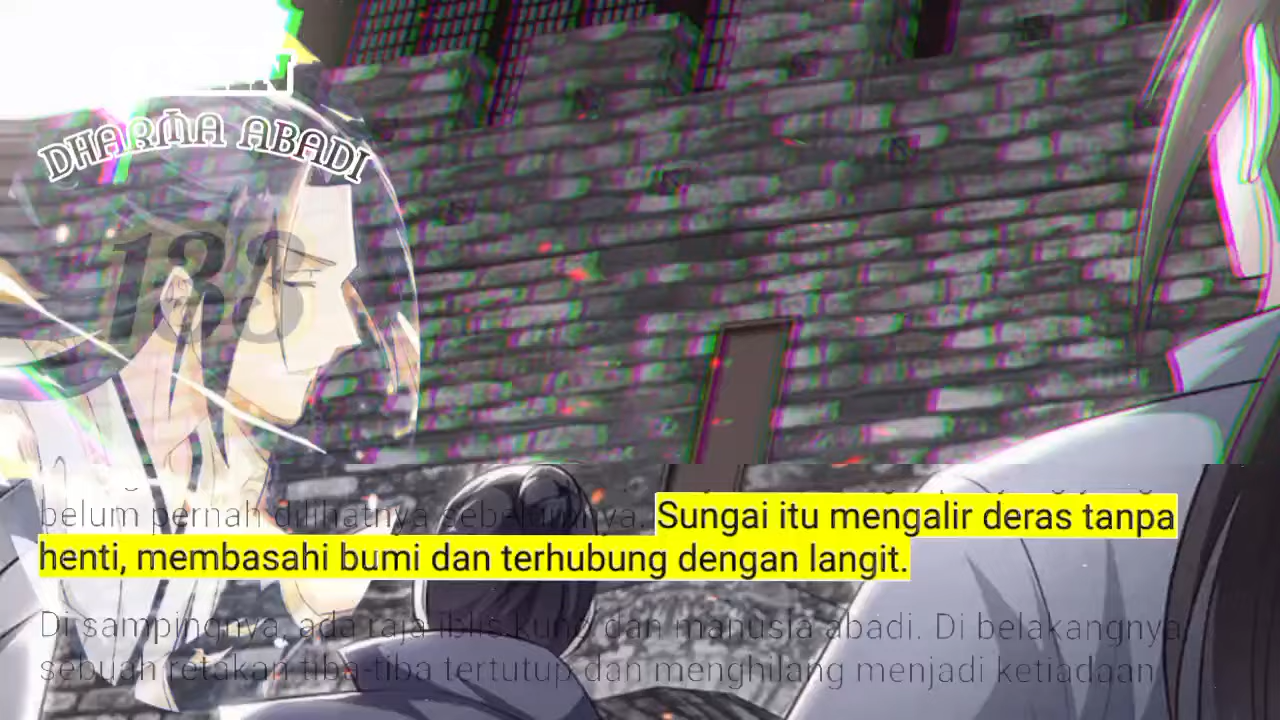 DHARMA ABADI
183
belum pernah dilihatnya sebelumnya. Sungai itu mengalir deras tanpa
henti, membasahi bumi dan terhubung dengan langit.
Di sampingnya, ada raja iblis kuno dan manusia abadi. Di belakangnya,
sebuah retakan tiba-tiba tertutup dan menghilang menjadi ketiadaan